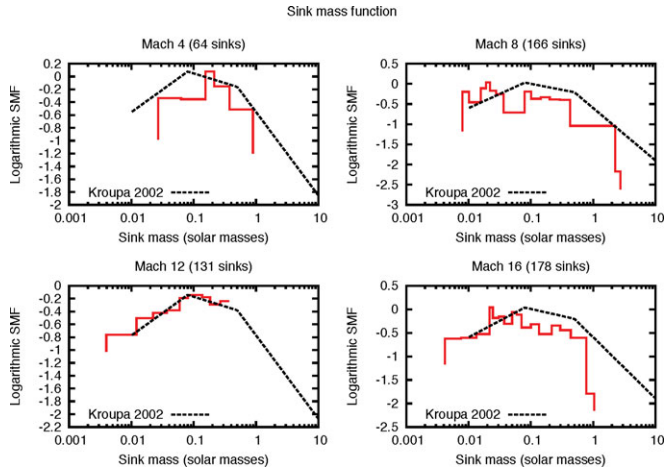 Sink mass function
Mach 4 (64 sinks)
Logarithmic SMF
0.2
0
-0.2
-0.4
-0.6
-0.8
-1
-1.2
-1.4
-1.6
-1.8
-2
Kroupa 2002
0.001 0.01 0.1 1 10
Sink mass (solar masses)
Mach 8 (166 sinks)
Logarithmic SMF
0.5
0
-0.5
-1
-1.5
-2
-2.5
-3
Kroupa 2002
0.001 0.01 0.1 1 10
Sink mass (solar masses)
Mach 12 (131 sinks)
Logarithmic SMF
0
-0.2
-0.4
-0.6
-0.8
-1
-1.2
-1.4
-1.6
-1.8
-2
-2.2
Kroupa 2002
0.001 0.01 0.1 1 10
Sink mass (solar masses)
Mach 16 (178 sinks)
Logarithmic SMF
0.5
0
-0.5
-1
-1.5
-2
-2.5
Kroupa 2002
0.001 0.01 0.1 1 10
Sink mass (solar masses)